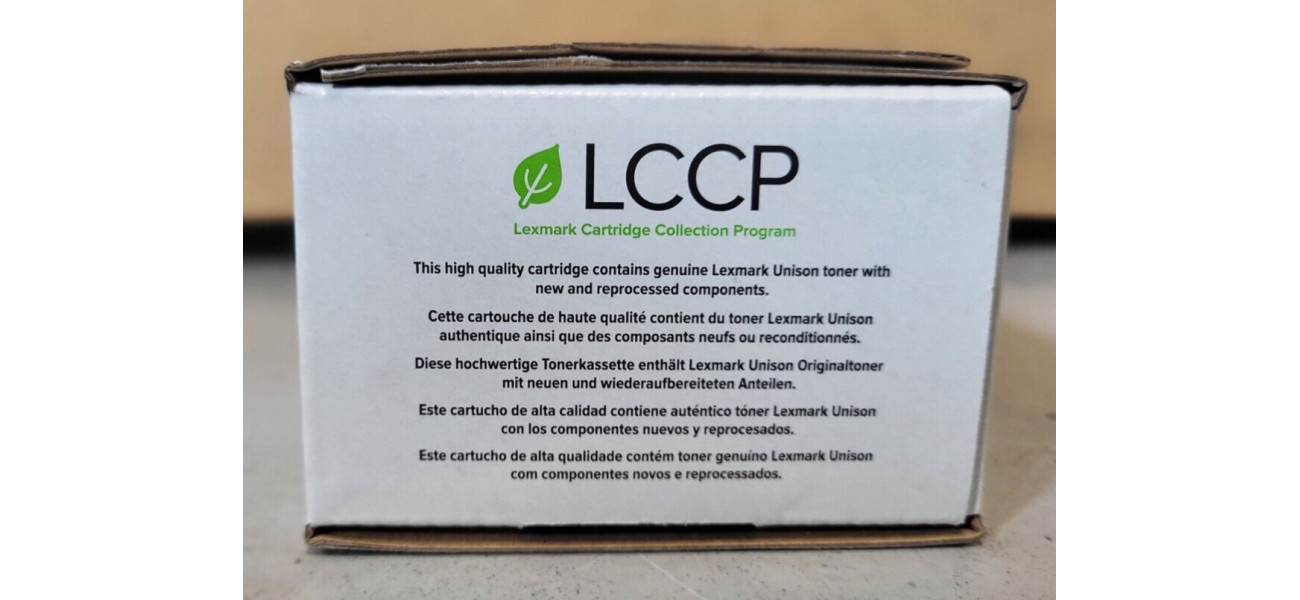 LCCP
Lexmark Cartridge Collection Program
This high quality cartridge contains genuine Lexmark Unison toner with
new and reprocessed components.
Cette cartouche de haute qualité contient du toner Lexmark Unison
authentique ainsi que des composants neufs ou reconditionnés.
Diese hochwertige Tonerkassette enthält Lexmark Unison Originaltoner
mit neuen und wiederaufbereiteten Anteilen.
Este cartucho de alta calidad contiene auténtico tóner Lexmark Unison
con los componentes nuevos y reprocesados.
Este cartucho de alta qualidade contém toner genuíno Lexmark Unison
com componentes novos e reprocessados.